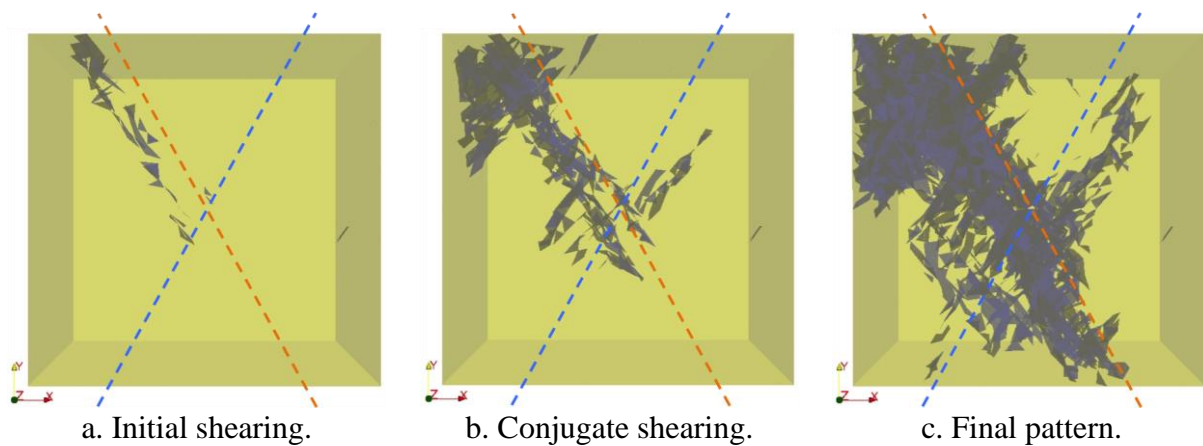 Y
Z X
a. Initial shearing.
Y
Z X
b. Conjugate shearing.
Y
Z X
c. Final pattern.